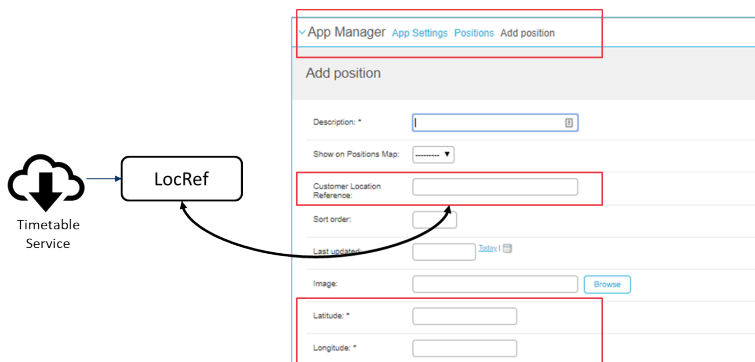 App Manager App Settings Positions Add position
Add position
Description: *
Show on Positions Map: --------- ▼
Customer Location
Reference:
Sort order:
Last updated: Today |
Image: Browse
Latitude: *
Longitude: *
LocRef
Timetable
Service